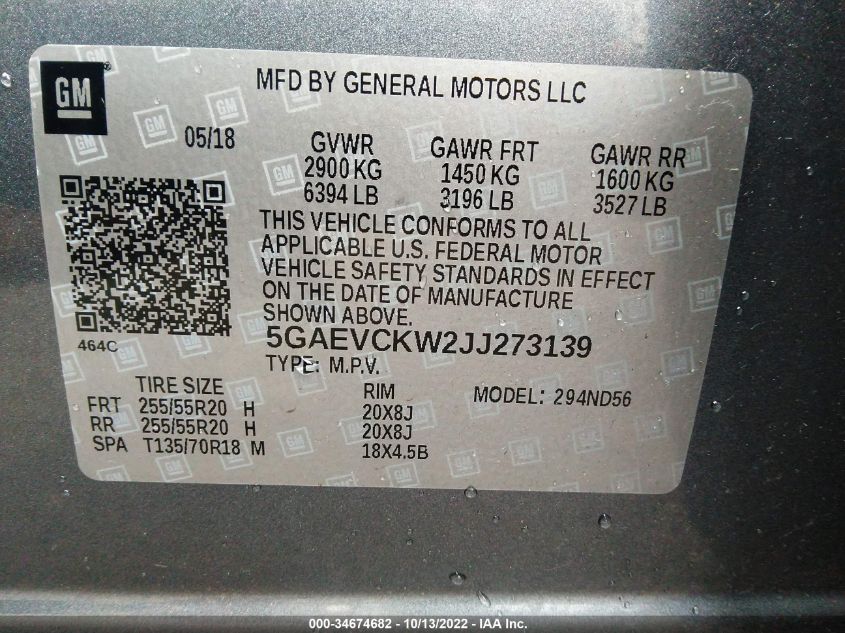 GM
MFD BY GENERAL MOTORS LLC
05/18
GVWR GAWR FRT GAWR RR
2900 KG 1450 KG 1600 KG
6394 LB 3196 LB 3527 LB
THIS VEHICLE CONFORMS TO ALL
APPLICABLE U.S. FEDERAL MOTOR
VEHICLE SAFETY STANDARDS IN EFFECT
ON THE DATE OF MANUFACTURE
SHOWN ABOVE.
464C
5GAEVCKW2JJ273139
TYPE: M.P.V.
TIRE SIZE RIM MODEL: 294ND56
FRT 255/55R20 H 20X8J
RR 255/55R20 H 20X8J
SPA T135/70R18 M 18X4.5B
000-34674682 - 10/13/2022 - IAA Inc.